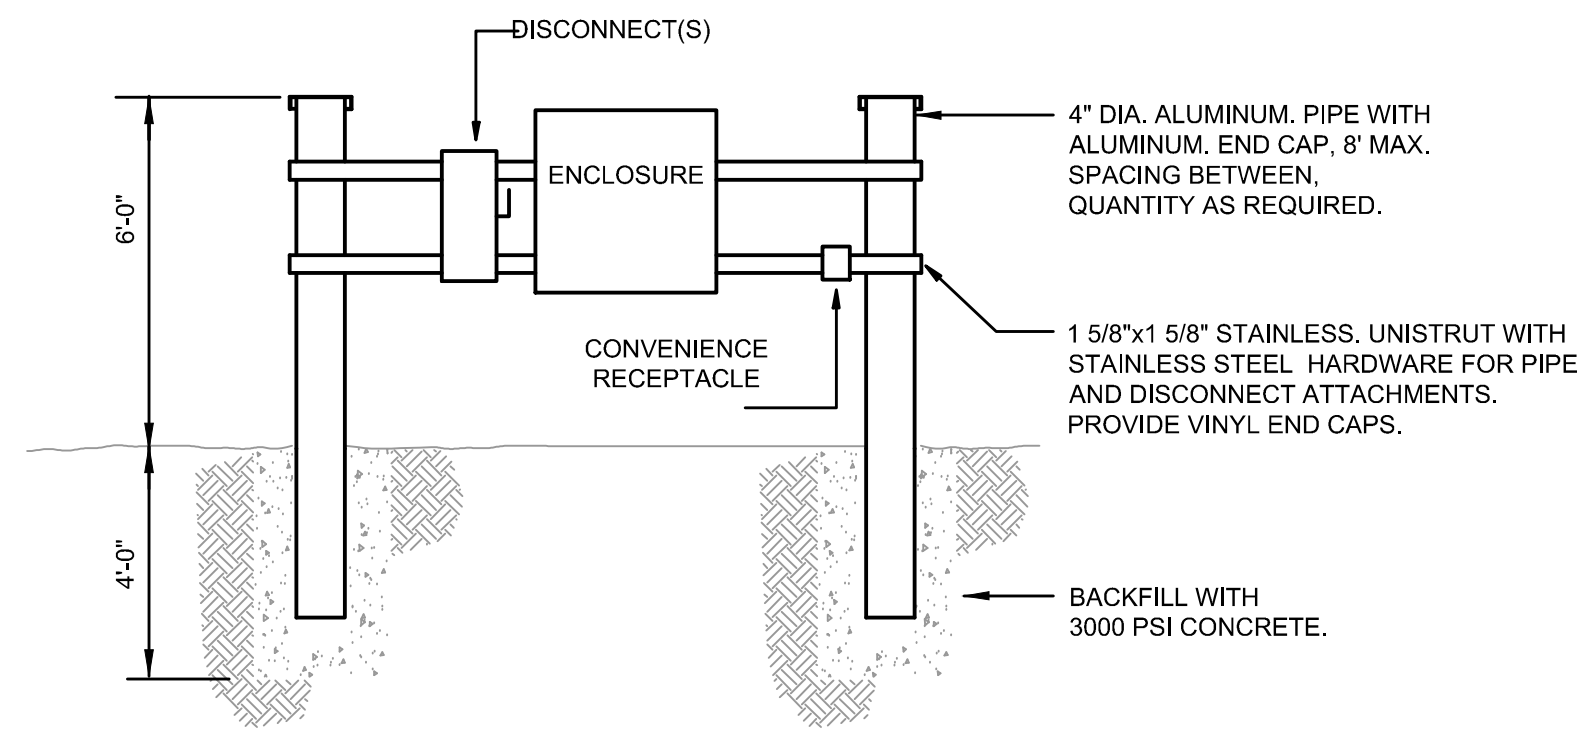 DISCONNECT(S)
ENCLOSURE
4" DIA. ALUMINUM. PIPE WITH
ALUMINUM. END CAP, 8' MAX.
SPACING BETWEEN,
QUANTITY AS REQUIRED.
6'-0"
CONVENIENCE
RECEPTACLE
1 5/8"x1 5/8" STAINLESS. UNISTRUT WITH
STAINLESS STEEL  HARDWARE FOR PIPE
AND DISCONNECT ATTACHMENTS.
PROVIDE VINYL END CAPS.
4'-0"
BACKFILL WITH
3000 PSI CONCRETE.